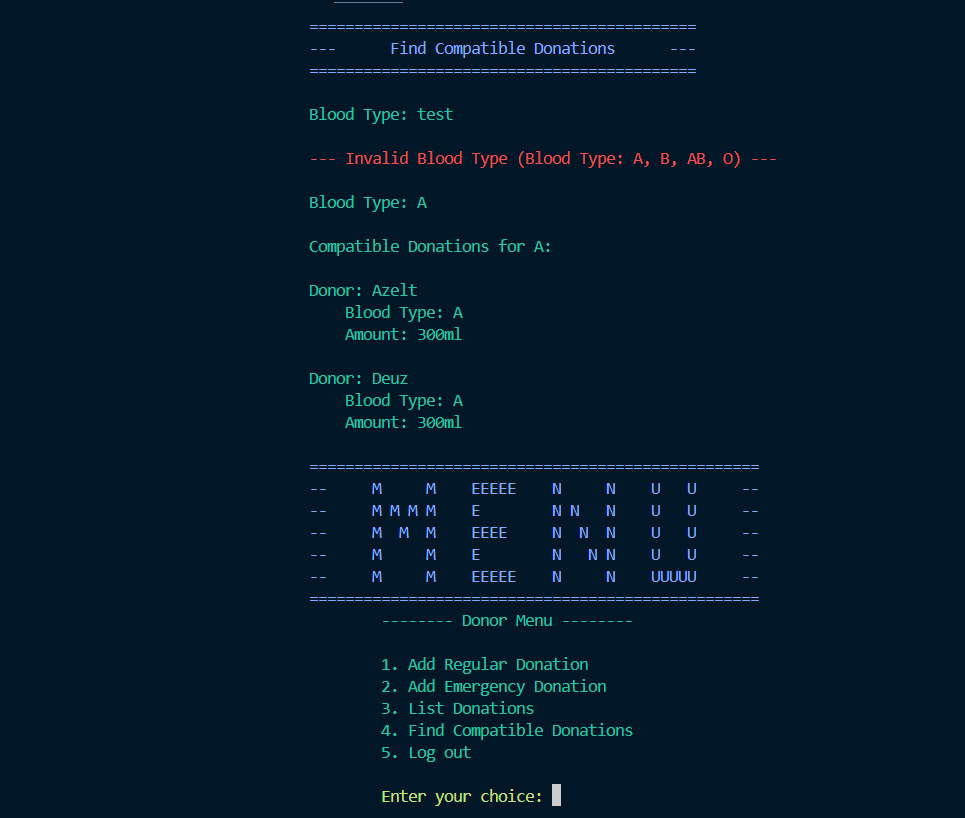 ===========================================
---      Find Compatible Donations      ---
===========================================
Blood Type: test
--- Invalid Blood Type (Blood Type: A, B, AB, O) ---
Blood Type: A
Compatible Donations for A:
Donor: Azelt
    Blood Type: A
    Amount: 300ml
Donor: Deuz
    Blood Type: A
    Amount: 300ml
==================================================
--     M     M    EEEEE    N     N    U   U     --
--     M M M M    E        N N   N    U   U     --
--     M  M  M    EEEE     N  N  N    U   U     --
--     M     M    E        N   N N    U   U     --
--     M     M    EEEEE    N     N    UUUUU     --
==================================================
        -------- Donor Menu --------
        1. Add Regular Donation
        2. Add Emergency Donation
        3. List Donations
        4. Find Compatible Donations
        5. Log out
        Enter your choice: